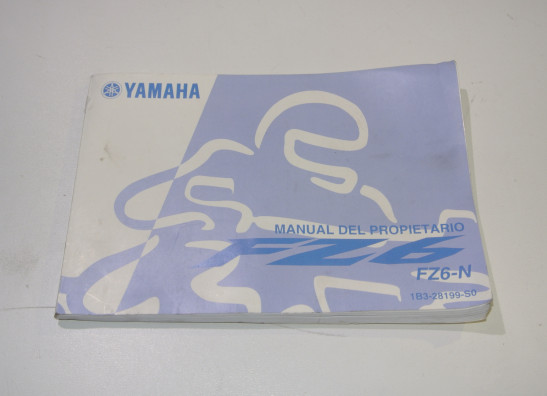 YAMAHA
MANUAL DEL PROPIETARIO
FZ6
FZ6-N
1B3-28199-S0